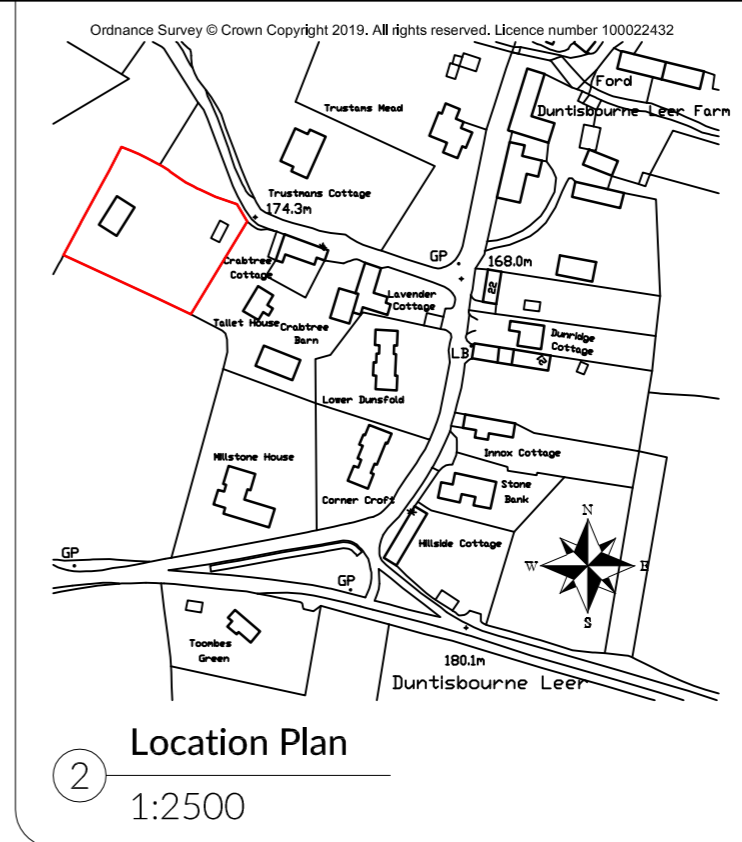 Ordnance Survey © Crown Copyright 2019. All rights reserved. Licence number 100022432
Ford
Duntisbourne Leer Farm
Trustans Mead
Trustmans Cottage
174.3m
GP
168.0m
Crabtree
Cottage
22
Lavender
Cottage
Tallet House
Crabtree
Barn
Dunridge
Cottage
LB
Lower Dunsfold
Millstone House
Innox Cottage
Corner Croft
Stone
Bank
Hillside Cottage
N
W
E
S
GP
GP
Toombes
Green
180.1m
Duntisbourne Leer
2
Location Plan
1:2500